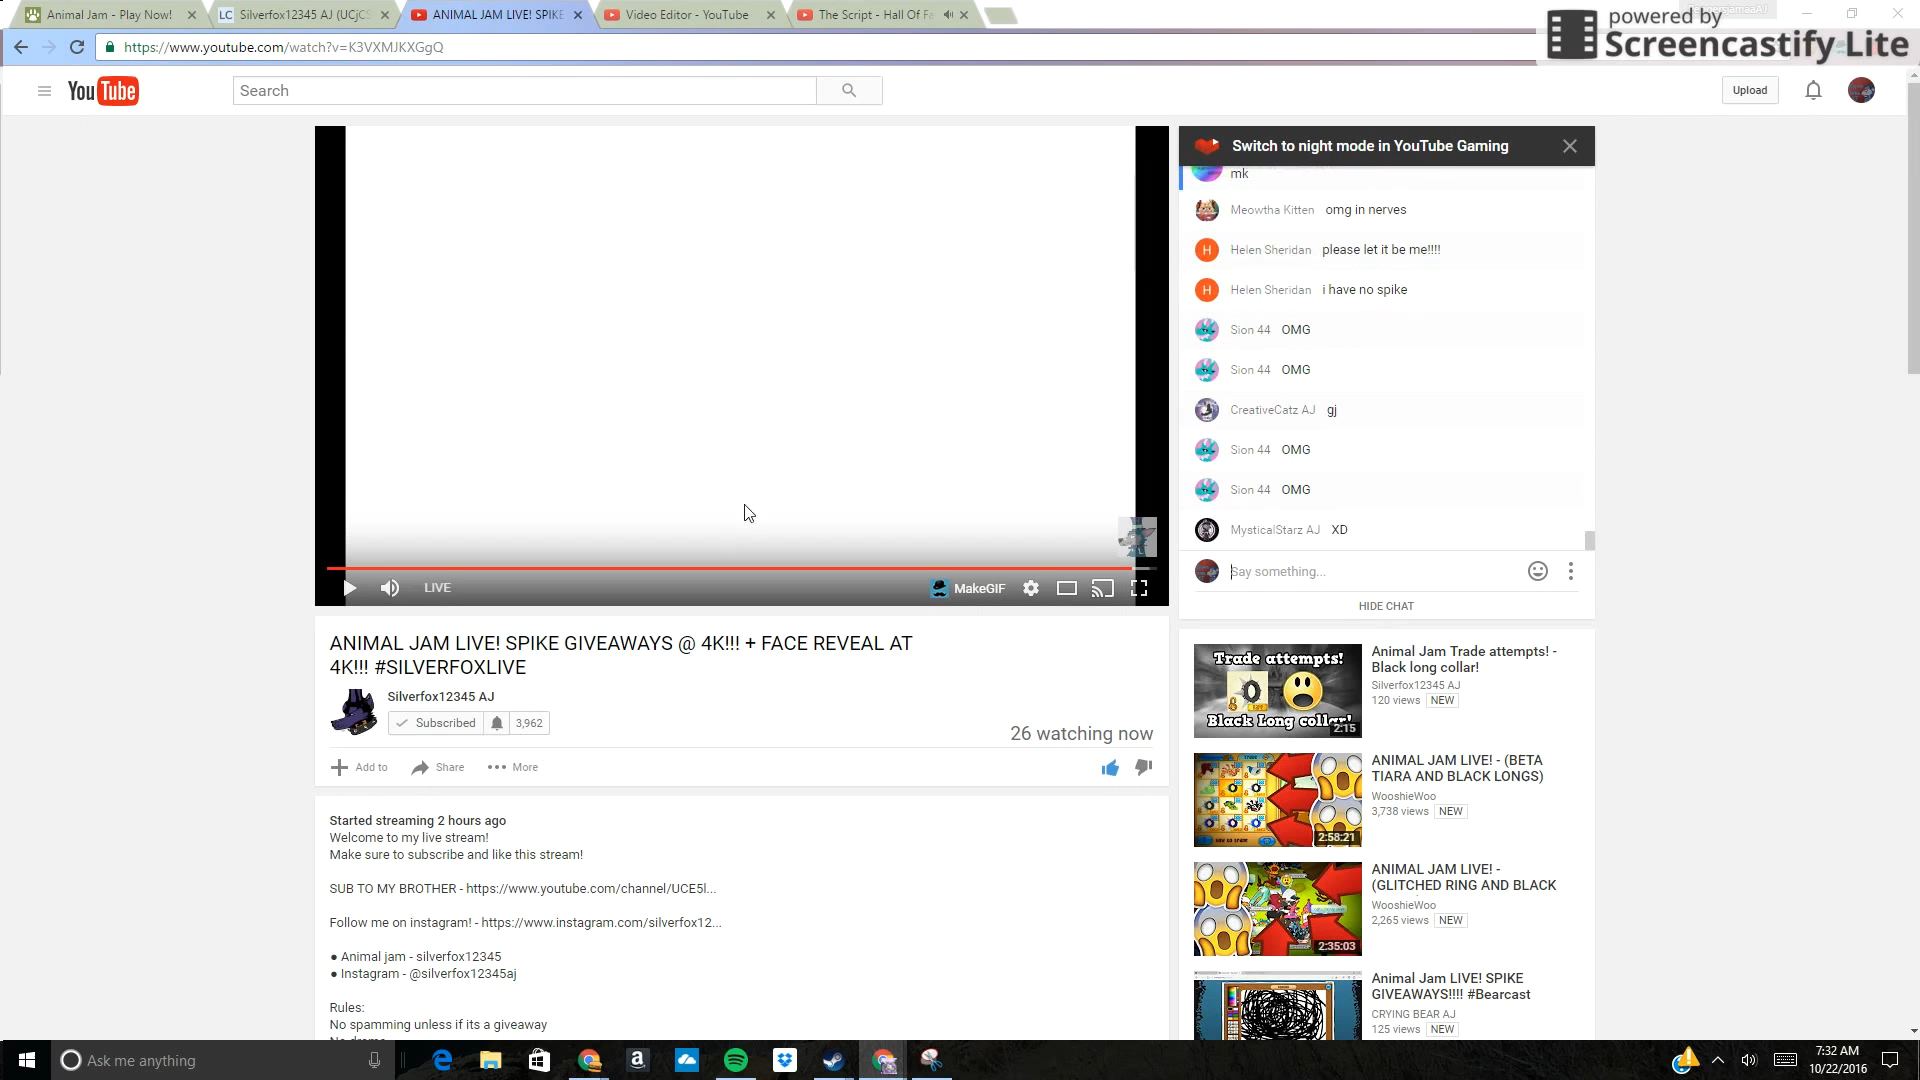 Animal Jam - Play Now!
LC Silverfox12345 AJ (UCjCS
ANIMAL JAM LIVE! SPIKE
Video Editor - YouTube
The Script - Hall Of Fa
powered by
Screencastify Lite
https://www.youtube.com/watch?v=K3VXMJKXGgQ
YouTube
Search
Upload
Switch to night mode in YouTube Gaming
mk
Meowtha Kitten omg in nerves
H Helen Sheridan please let it be me!!!!
H Helen Sheridan i have no spike
Sion 44 OMG
Sion 44 OMG
CreativeCatz AJ gj
Sion 44 OMG
Sion 44 OMG
MysticalStarz AJ XD
Say something...
HIDE CHAT
LIVE
MakeGIF
ANIMAL JAM LIVE! SPIKE GIVEAWAYS @ 4K!!! + FACE REVEAL AT
4K!!! #SILVERFOXLIVE
Silverfox12345 AJ
Subscribed 3,962
26 watching now
Add to Share More
Started streaming 2 hours ago
Welcome to my live stream!
Make sure to subscribe and like this stream!
SUB TO MY BROTHER - https://www.youtube.com/channel/UCE5l...
Follow me on instagram! - https://www.instagram.com/silverfox12...
● Animal jam - silverfox12345
● Instagram - @silverfox12345aj
Rules:
No spamming unless if its a giveaway
Trade attempts!
Black Long collar!
2:15
Animal Jam Trade attempts! -
Black long collar!
Silverfox12345 AJ
120 views NEW
2:58:21
ANIMAL JAM LIVE! - (BETA
TIARA AND BLACK LONGS)
WooshieWoo
3,738 views NEW
2:35:03
ANIMAL JAM LIVE! -
(GLITCHED RING AND BLACK
WooshieWoo
2,265 views NEW
Animal Jam LIVE! SPIKE
GIVEAWAYS!!!! #Bearcast
CRYING BEAR AJ
125 views NEW
Ask me anything
7:32 AM
10/22/2016